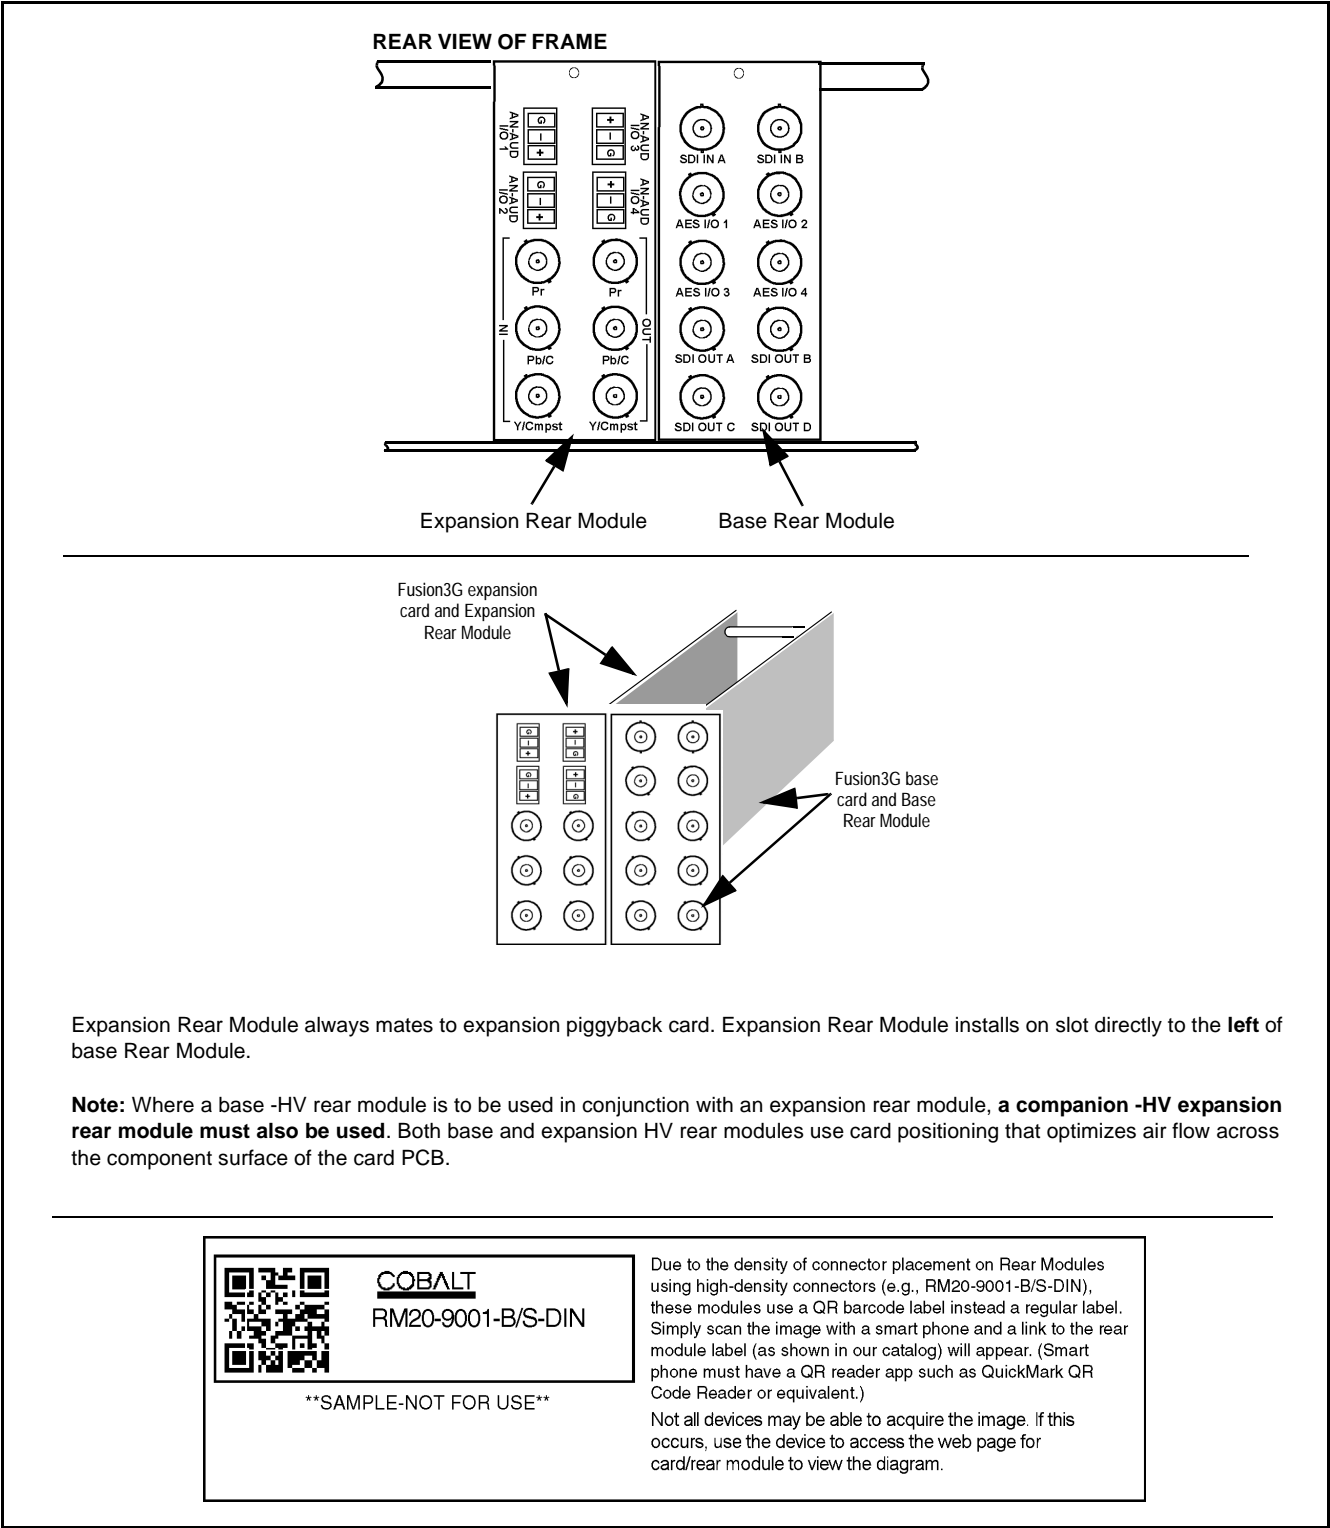 REAR VIEW OF FRAME
AN-AUD
I/O 1
G
–
+
+
–
G
AN-AUD
I/O 3
SDI IN A
SDI IN B
AN-AUD
I/O 2
G
–
+
+
–
G
AN-AUD
I/O 4
AES I/O 1
AES I/O 2
Pr
Pr
AES I/O 3
AES I/O 4
IN
OUT
Pb/C
Pb/C
SDI OUT A
SDI OUT B
Y/Cmpst
Y/Cmpst
SDI OUT C
SDI OUT D
Expansion Rear Module
Base Rear Module
Fusion3G expansion
card and Expansion
Rear Module
G
–
+
+
–
G
G
–
+
+
–
G
Fusion3G base
card and Base
Rear Module
Expansion Rear Module always mates to expansion piggyback card. Expansion Rear Module installs on slot directly to the left of
base Rear Module.
Note: Where a base -HV rear module is to be used in conjunction with an expansion rear module, a companion -HV expansion
rear module must also be used. Both base and expansion HV rear modules use card positioning that optimizes air flow across
the component surface of the card PCB.
COBALT
RM20-9001-B/S-DIN
**SAMPLE-NOT FOR USE**
Due to the density of connector placement on Rear Modules
using high-density connectors (e.g., RM20-9001-B/S-DIN),
these modules use a QR barcode label instead a regular label.
Simply scan the image with a smart phone and a link to the rear
module label (as shown in our catalog) will appear. (Smart
phone must have a QR reader app such as QuickMark QR
Code Reader or equivalent.)
Not all devices may be able to acquire the image. If this
occurs, use the device to access the web page for
card/rear module to view the diagram.